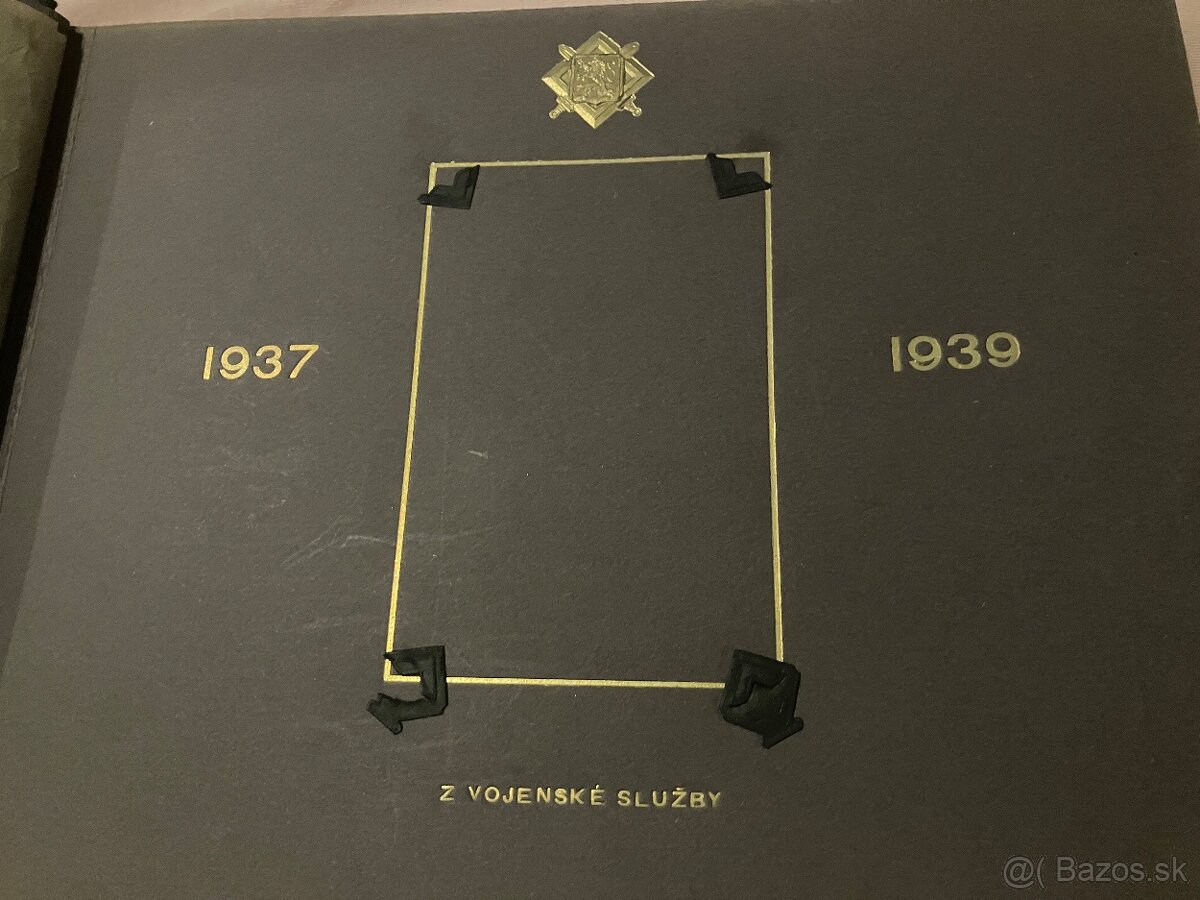 1937
1939
Z VOJENSKÉ SLUŽBY
@( Bazos.sk